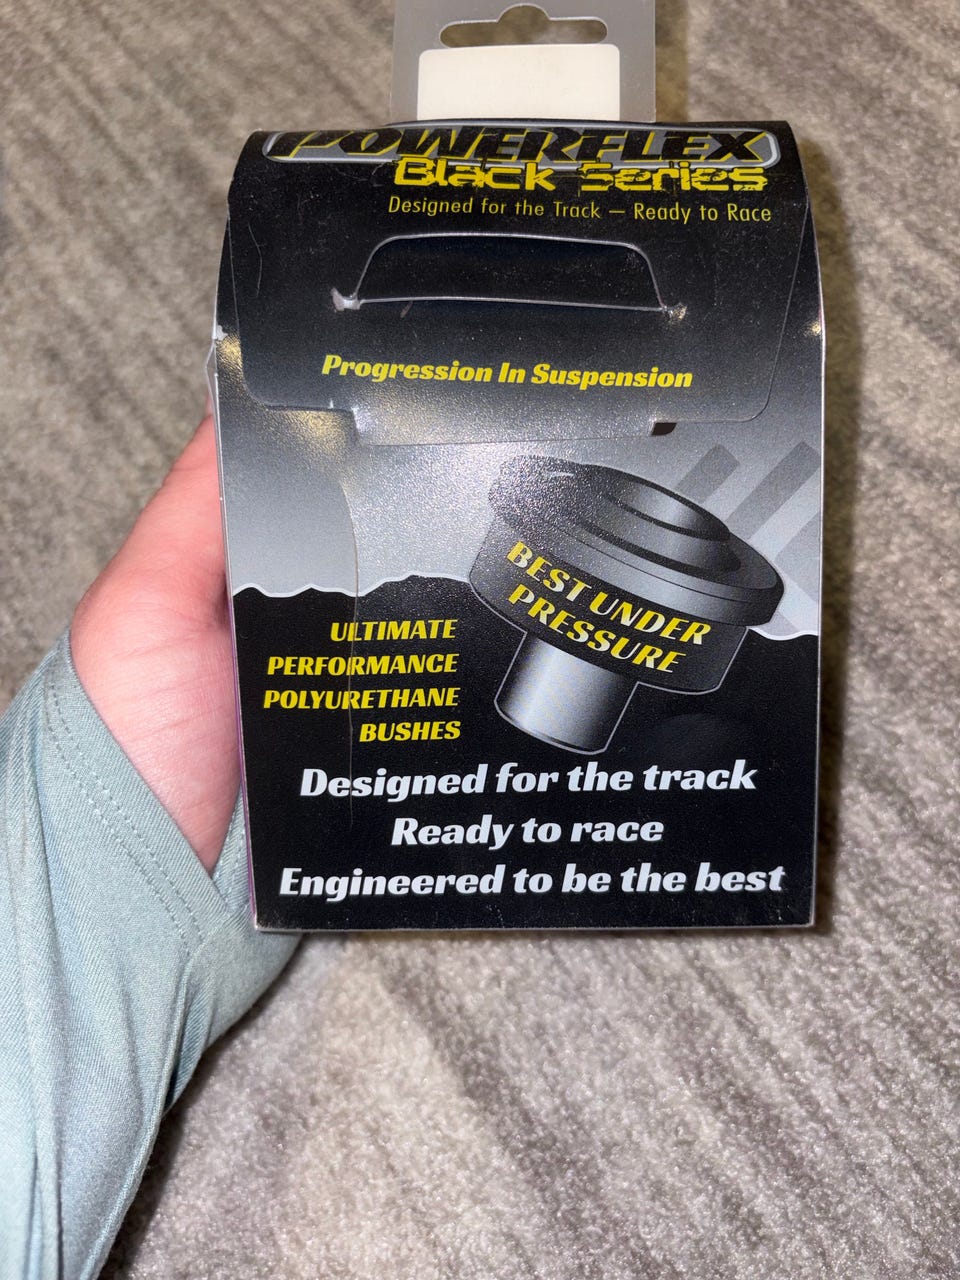 POWERFLEX
Black Series
Designed for the Track – Ready to Race
Progression In Suspension
BEST UNDER
PRESSURE
ULTIMATE
PERFORMANCE
POLYURETHANE
BUSHES
Designed for the track
Ready to race
Engineered to be the best